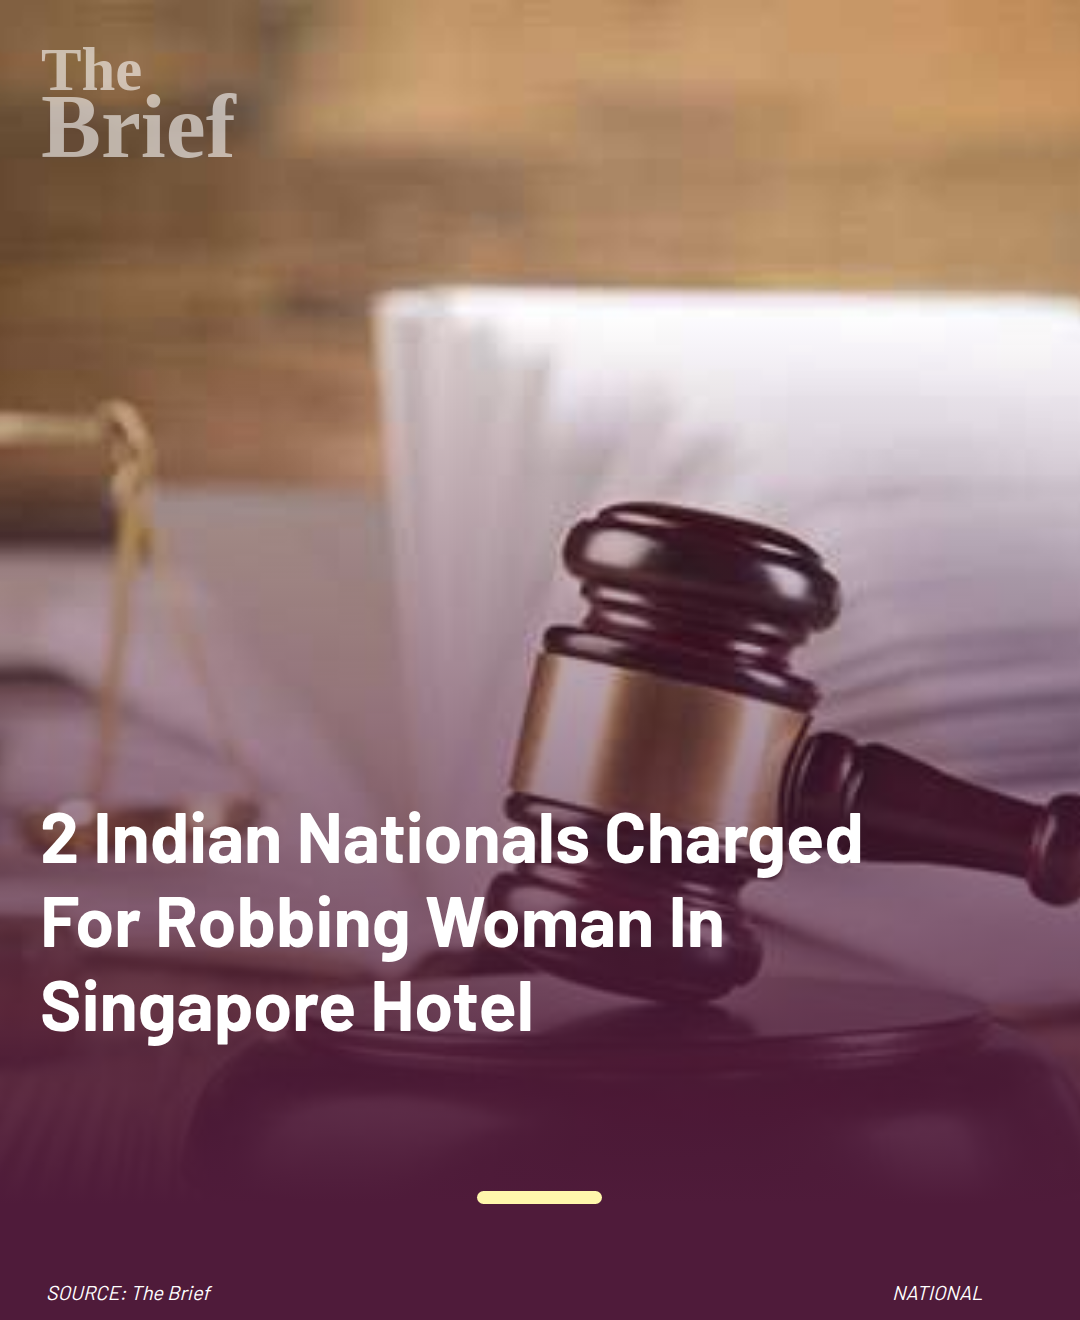 The
Brief
2 Indian Nationals Charged
For Robbing Woman In
Singapore Hotel
SOURCE: The Brief
NATIONAL